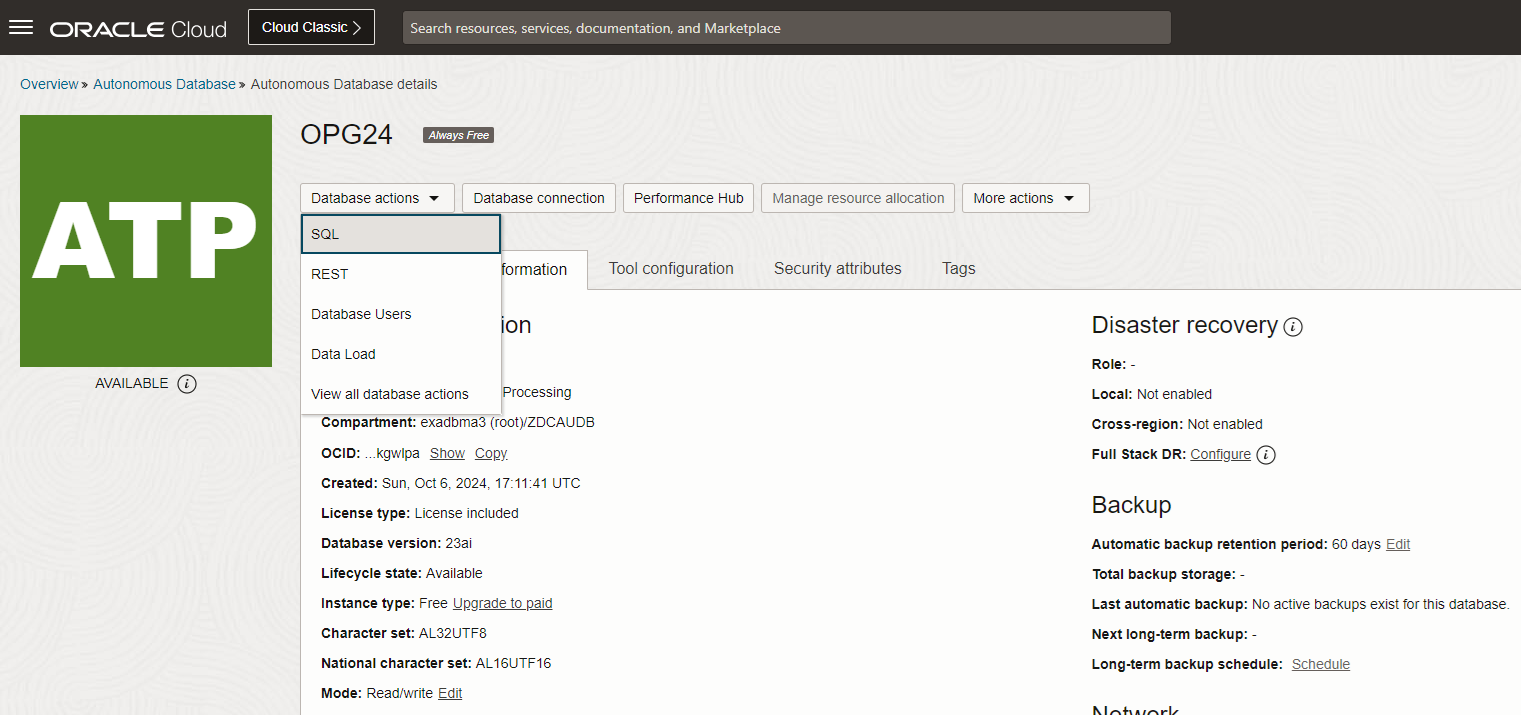 ORACLE Cloud
Cloud Classic
Search resources, services, documentation, and Marketplace
Overview » Autonomous Database » Autonomous Database details
ATP
AVAILABLE
OPG24
Always Free
Database actions
Database connection
Performance Hub
Manage resource allocation
More actions
SQL
REST
Database Users
Data Load
View all database actions
formation
Tool configuration
Security attributes
Tags
ion
Processing
Compartment: exadbma3 (root)/ZDCAUDB
OCID: ...kgwlpa Show Copy
Created: Sun, Oct 6, 2024, 17:11:41 UTC
License type: License included
Database version: 23ai
Lifecycle state: Available
Instance type: Free Upgrade to paid
Character set: AL32UTF8
National character set: AL16UTF16
Mode: Read/write Edit
Disaster recovery
Role: -
Local: Not enabled
Cross-region: Not enabled
Full Stack DR: Configure
Backup
Automatic backup retention period: 60 days Edit
Total backup storage: -
Last automatic backup: No active backups exist for this database.
Next long-term backup: -
Long-term backup schedule: Schedule
Network